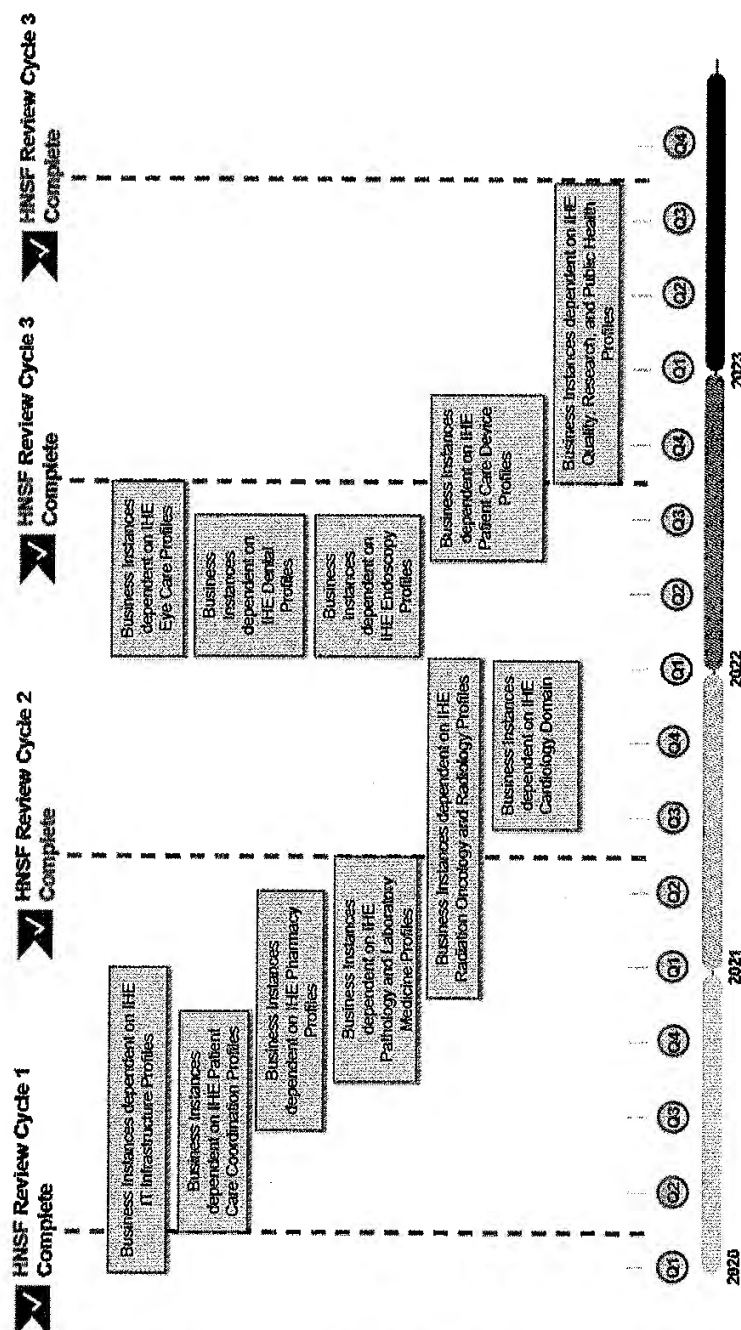 HNSF Review Cycle 1
Complete
HNSF Review Cycle 2
Complete
HNSF Review Cycle 3
Complete
HNSF Review Cycle 3
Complete
Business Instances dependent on IHE
IT Infrastructure Profiles
Business Instances
dependent on IHE Patient
Care Coordination Profiles
Business Instances
dependent on IHE Pharmacy
Profiles
Business Instances
dependent on IHE
Pathology and Laboratory
Medicine Profiles
Business Instances dependent on IHE
Radiation Oncology and Radiology Profiles
Business Instances
dependent on IHE
Cardiology Domain
Business Instances
dependent on IHE
Eye Care Profiles
Business
Instances
dependent on
IHE Dental
Profiles
Business
Instances
dependent on
IHE Endoscopy
Profiles
Business Instances
dependent on IHE
Patient Care Device
Profiles
Business Instances dependent on IHE
Quality, Research, and Public Health
Profiles
Q1
Q2
Q3
Q4
Q1
Q2
Q3
Q4
Q1
Q2
Q3
Q4
Q1
Q2
Q3
Q4
2020
2021
2022
2023